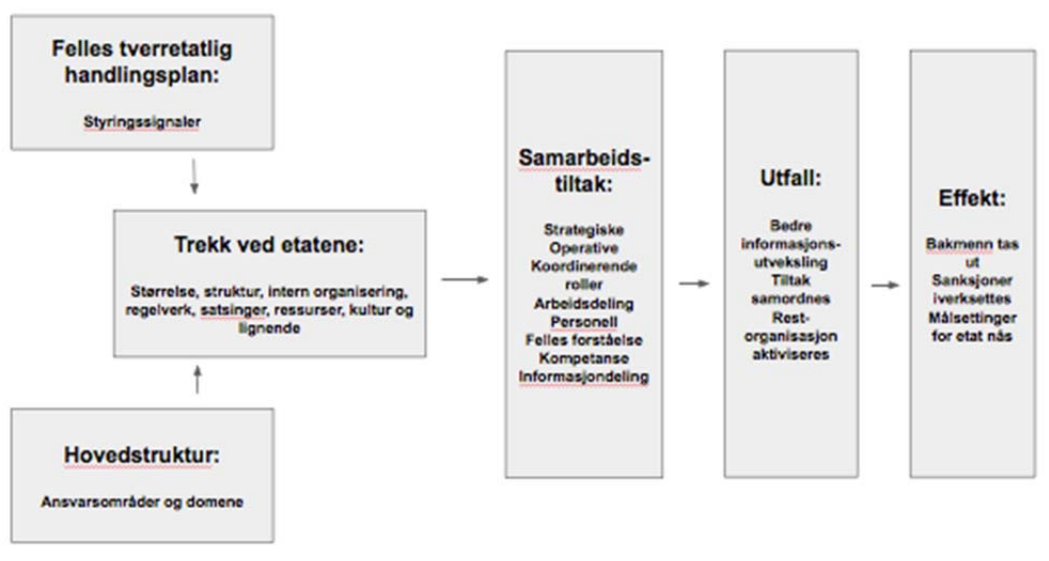 Felles tverretatlig
handlingsplan:
Styringssignaler
Trekk ved etatene:
Størrelse, struktur, intern organisering,
regelverk, satsinger, ressurser, kultur og
lignende
Hovedstruktur:
Ansvarsområder og domene
Samarbeids-
tiltak:
Strategiske
Operative
Koordinerende
roller
Arbeidsdeling
Personell
Felles forståelse
Kompetanse
Informasjondeling
Utfall:
Bedre
informasjons-
utveksling
Tiltak
samordnes
Rest-
organisasjon
aktiviseres
Effekt:
Bakmenn tas
ut
Sanksjoner
iverksettes
Målsettinger
for etat nås